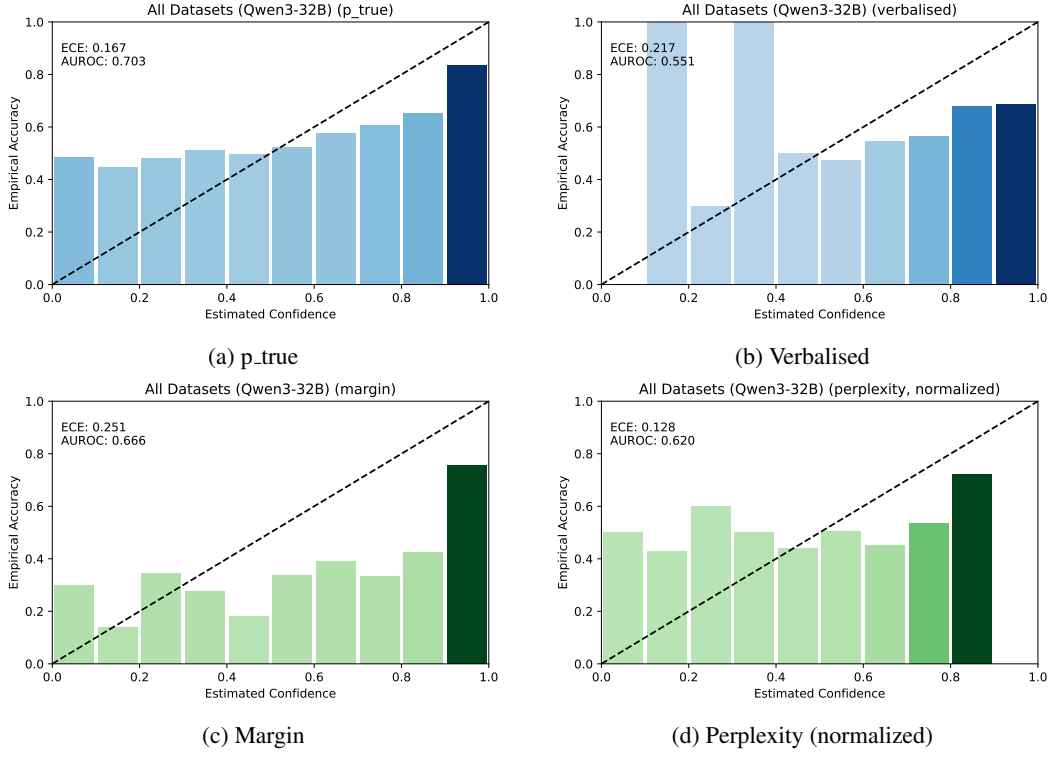 All Datasets (Qwen3-32B) (p_true)
ECE: 0.167
AUROC: 0.703
Empirical Accuracy
1.0
0.8
0.6
0.4
0.2
0.0
0.0 0.2 0.4 0.6 0.8 1.0
Estimated Confidence
(a) p_true
All Datasets (Qwen3-32B) (verbalised)
ECE: 0.217
AUROC: 0.551
Empirical Accuracy
1.0
0.8
0.6
0.4
0.2
0.0
0.0 0.2 0.4 0.6 0.8 1.0
Estimated Confidence
(b) Verbalised
All Datasets (Qwen3-32B) (margin)
ECE: 0.251
AUROC: 0.666
Empirical Accuracy
1.0
0.8
0.6
0.4
0.2
0.0
0.0 0.2 0.4 0.6 0.8 1.0
Estimated Confidence
(c) Margin
All Datasets (Qwen3-32B) (perplexity, normalized)
ECE: 0.128
AUROC: 0.620
Empirical Accuracy
1.0
0.8
0.6
0.4
0.2
0.0
0.0 0.2 0.4 0.6 0.8 1.0
Estimated Confidence
(d) Perplexity (normalized)